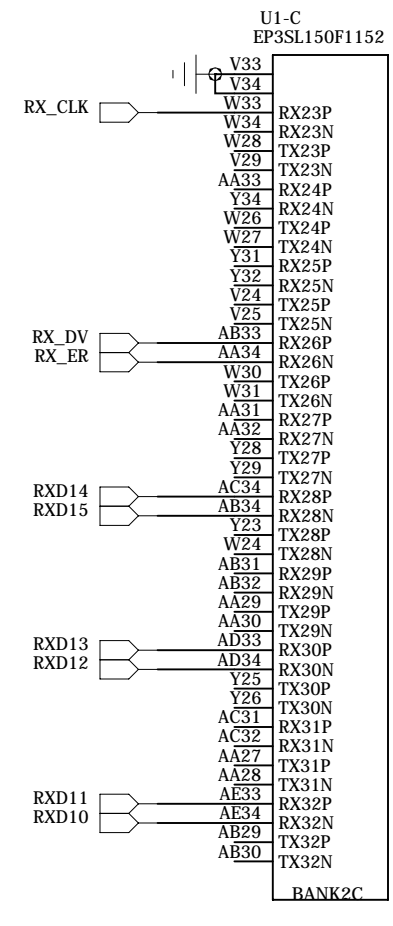 U1-C
EP3SL150F1152
V33
V34
RX_CLK W33 RX23P
W34 RX23N
W28 TX23P
V29 TX23N
AA33 RX24P
Y34 RX24N
W26 TX24P
W27 TX24N
Y31 RX25P
Y32 RX25N
V24 TX25P
V25 TX25N
RX_DV AB33 RX26P
RX_ER AA34 RX26N
W30 TX26P
W31 TX26N
AA31 RX27P
AA32 RX27N
Y28 TX27P
Y29 TX27N
RXD14 AC34 RX28P
RXD15 AB34 RX28N
Y23 TX28P
W24 TX28N
AB31 RX29P
AB32 RX29N
AA29 TX29P
AA30 TX29N
RXD13 AD33 RX30P
RXD12 AD34 RX30N
Y25 TX30P
Y26 TX30N
AC31 RX31P
AC32 RX31N
AA27 TX31P
AA28 TX31N
RXD11 AE33 RX32P
RXD10 AE34 RX32N
AB29 TX32P
AB30 TX32N
BANK2C